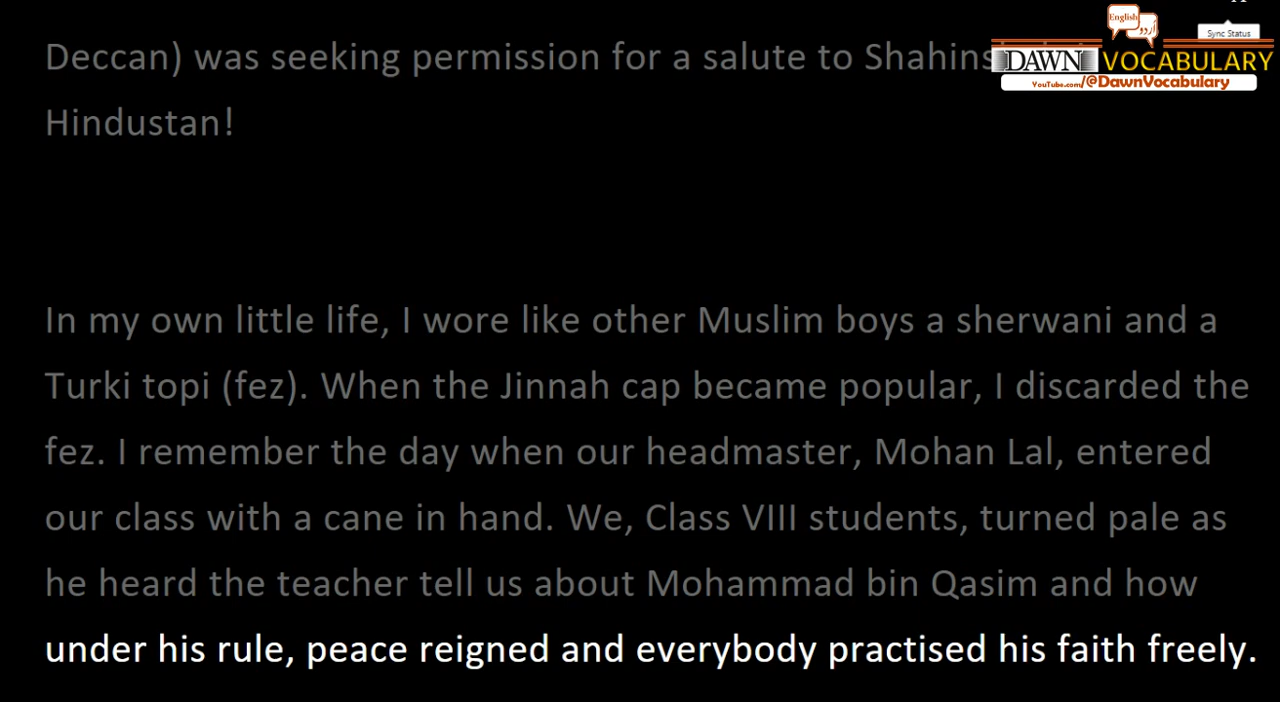 Deccan) was seeking permission for a salute to
Hindustan!
In my own little life, I wore like other Muslim boys a sherwani and a
Turki topi (fez). When the Jinnah cap became popular, I discarded the
fez. I remember the day when our headmaster, Mohan Lal, entered
our class with a cane in hand. We, Class VIII students, turned pale as
he heard the teacher tell us about Mohammad bin Qasim and how
under his rule, peace reigned and everybody practised his faith freely.
English اردو
Sync Status
DAWN VOCABULARY
YouTube.com/@DawnVocabulary